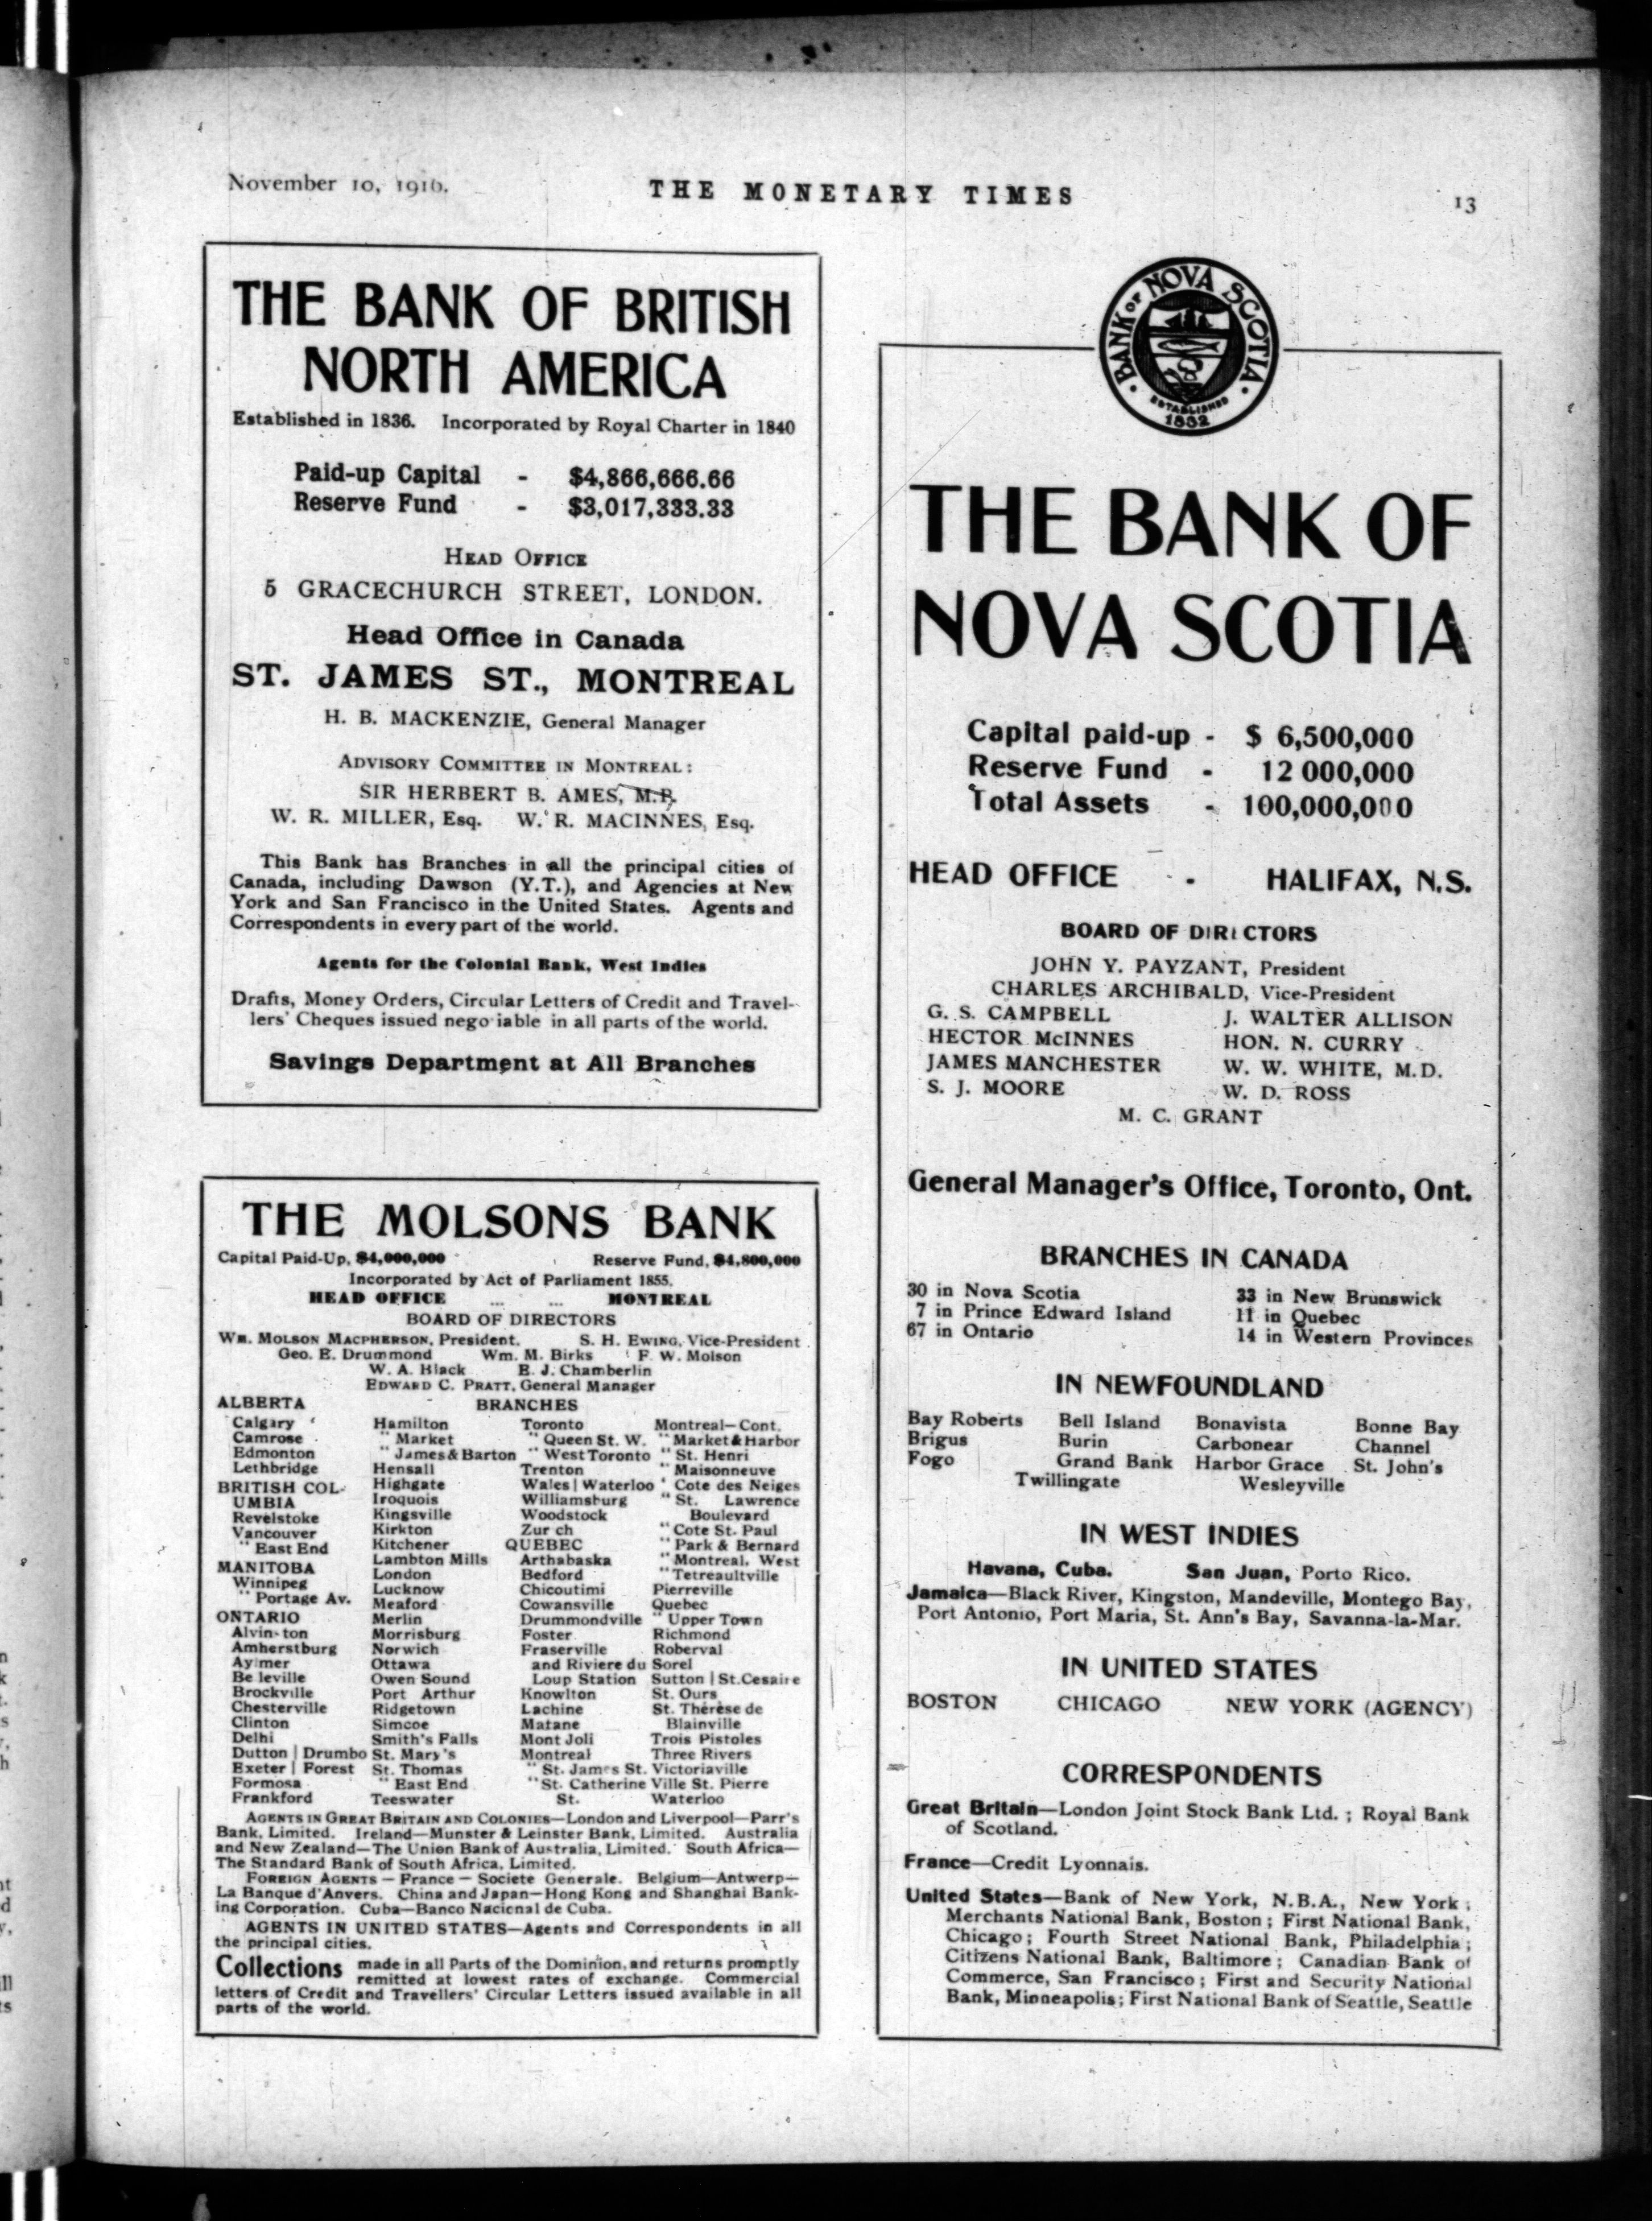 November 10, 1916.
THE MONETARY TIMES
13
THE BANK OF BRITISH
NORTH AMERICA
Established in 1836. Incorporated by Royal Charter in 1840
Paid-up Capital - $4,866,666.66
Reserve Fund - $3,017,333.33
HEAD OFFICE
5 GRACECHURCH STREET, LONDON.
Head Office in Canada
ST. JAMES ST., MONTREAL
H. B. MACKENZIE, General Manager
ADVISORY COMMITTEE IN MONTREAL:
SIR HERBERT B. AMES, M.P.
W. R. MILLER, Esq. W. R. MACINNES, Esq.
This Bank has Branches in all the principal cities of
Canada, including Dawson (Y.T.), and Agencies at New
York and San Francisco in the United States. Agents and
Correspondents in every part of the world.
Agents for the Colonial Bank, West Indies
Drafts, Money Orders, Circular Letters of Credit and Travel-
lers' Cheques issued nego iable in all parts of the world.
Savings Department at All Branches
THE MOLSONS BANK
Capital Paid-Up, $4,000,000 Reserve Fund, $4,800,000
Incorporated by Act of Parliament 1855.
HEAD OFFICE ... ... MONTREAL
BOARD OF DIRECTORS
WM. MOLSON MACPHERSON, President. S. H. EWING, Vice-President
Geo. E. Drummond Wm. M. Birks F. W. Molson
W. A. Black E. J. Chamberlin
EDWARD C. PRATT, General Manager
BRANCHES
ALBERTA
Calgary
Camrose
Edmonton
Lethbridge
BRITISH COL-
UMBIA
Revelstoke
Vancouver
" East End
MANITOBA
Winnipeg
" Portage Av.
ONTARIO
Alvin-ton
Amherstburg
Aylmer
Be leville
Brockville
Chesterville
Clinton
Delhi
Dutton | Drumbo
Exeter | Forest
Formosa
Frankford
Hamilton
" Market
" James & Barton
Hensall
Highgate
Iroquois
Kingsville
Kirkton
Kitchener
Lambton Mills
London
Lucknow
Meaford
Merlin
Morrisburg
Norwich
Ottawa
Owen Sound
Port Arthur
Ridgetown
Simcoe
Smith's Falls
St. Mary's
St. Thomas
" East End
Teeswater
Toronto
" Queen St. W.
" West Toronto
Trenton
Wales | Waterloo
Williamsburg
Woodstock
Zur ch
QUEBEC
Arthabaska
Bedford
Chicoutimi
Cowansville
Drummondville
Foster
Fraserville
and Riviere du
Loup Station
Knowlton
Lachine
Matane
Mont Joli
Montreal
" St. James St.
" St. Catherine
St.
Montreal—Cont.
" Market & Harbor
" St. Henri
" Maisonneuve
" Cote des Neiges
" St. Lawrence
Boulevard
" Cote St. Paul
" Park & Bernard
" Montreal, West
" Tetreaultville
Pierreville
Quebec
" Upper Town
Richmond
Roberval
Sorel
Sutton | St. Cesaire
St. Ours
St. Thérèse de
Blainville
Trois Pistoles
Three Rivers
Victoriaville
Ville St. Pierre
Waterloo
AGENTS IN GREAT BRITAIN AND COLONIES—London and Liverpool—Parr's
Bank, Limited. Ireland—Munster & Leinster Bank, Limited. Australia
and New Zealand—The Union Bank of Australia, Limited. South Africa—
The Standard Bank of South Africa, Limited.
FOREIGN AGENTS — France — Societe Generale. Belgium—Antwerp—
La Banque d'Anvers. China and Japan—Hong Kong and Shanghai Bank-
ing Corporation. Cuba—Banco Nacional de Cuba.
AGENTS IN UNITED STATES—Agents and Correspondents in all
the principal cities.
Collections made in all Parts of the Dominion, and returns promptly
remitted at lowest rates of exchange. Commercial
letters of Credit and Travellers' Circular Letters issued available in all
parts of the world.
BANK OF NOVA SCOTIA
ESTABLISHED
1832
THE BANK OF
NOVA SCOTIA
Capital paid-up - $ 6,500,000
Reserve Fund - 12 000,000
Total Assets - 100,000,000
HEAD OFFICE - HALIFAX, N.S.
BOARD OF DIRECTORS
JOHN Y. PAYZANT, President
CHARLES ARCHIBALD, Vice-President
G. S. CAMPBELL J. WALTER ALLISON
HECTOR McINNES HON. N. CURRY
JAMES MANCHESTER W. W. WHITE, M.D.
S. J. MOORE W. D. ROSS
M. C. GRANT
General Manager's Office, Toronto, Ont.
BRANCHES IN CANADA
30 in Nova Scotia 33 in New Brunswick
7 in Prince Edward Island 11 in Quebec
67 in Ontario 14 in Western Provinces
IN NEWFOUNDLAND
Bay Roberts Bell Island Bonavista Bonne Bay
Brigus Burin Carbonear Channel
Fogo Grand Bank Harbor Grace St. John's
Twillingate Wesleyville
IN WEST INDIES
Havana, Cuba. San Juan, Porto Rico.
Jamaica—Black River, Kingston, Mandeville, Montego Bay,
Port Antonio, Port Maria, St. Ann's Bay, Savanna-la-Mar.
IN UNITED STATES
BOSTON CHICAGO NEW YORK (AGENCY)
CORRESPONDENTS
Great Britain—London Joint Stock Bank Ltd. ; Royal Bank
of Scotland.
France—Credit Lyonnais.
United States—Bank of New York, N.B.A., New York ;
Merchants National Bank, Boston ; First National Bank,
Chicago ; Fourth Street National Bank, Philadelphia ;
Citizens National Bank, Baltimore ; Canadian Bank of
Commerce, San Francisco ; First and Security National
Bank, Minneapolis ; First National Bank of Seattle, Seattle